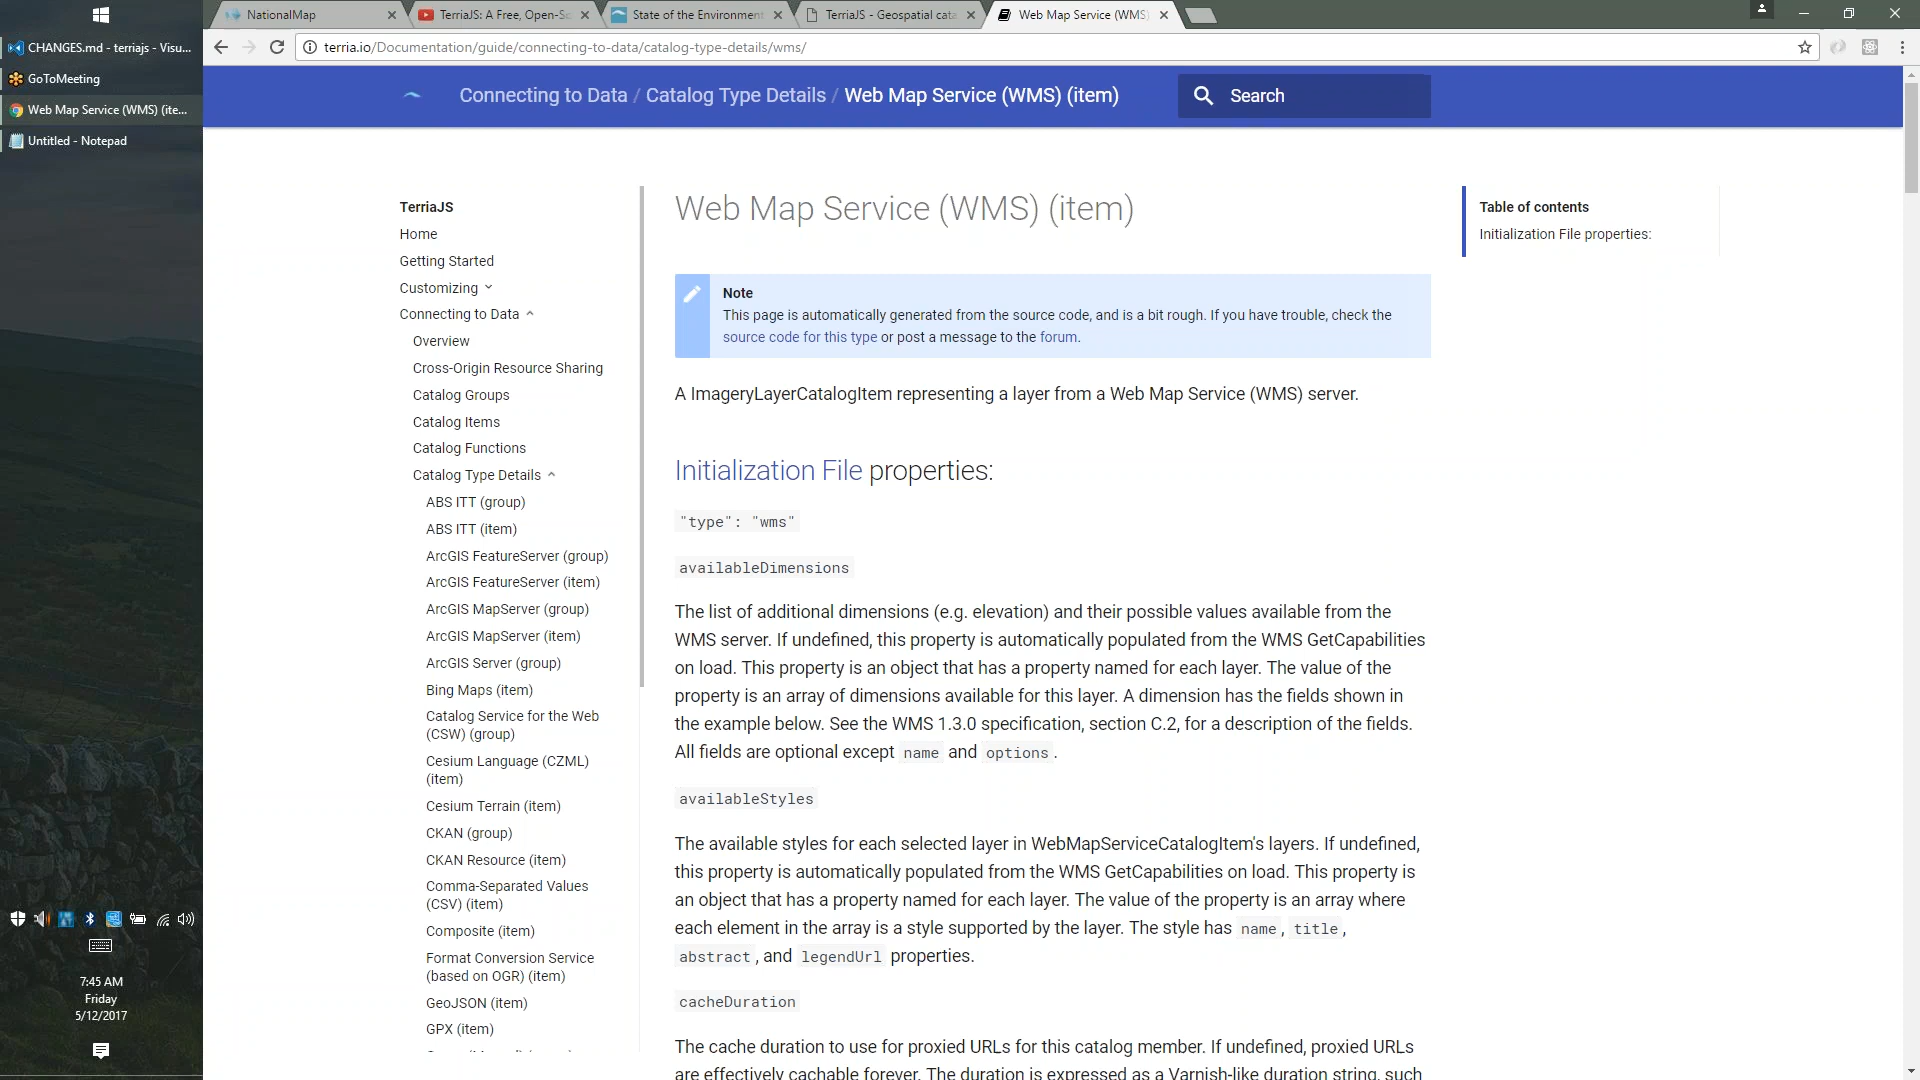 NationalMap
TerriaJS: A Free, Open-Sc
State of the Environment
TerriaJS - Geospatial cata
Web Map Service (WMS)
CHANGES.md - terriajs - Visu...
GoToMeeting
Web Map Service (WMS) (ite...
Untitled - Notepad
terria.io/Documentation/guide/connecting-to-data/catalog-type-details/wms/
Connecting to Data / Catalog Type Details / Web Map Service (WMS) (item)
Search
TerriaJS
Home
Getting Started
Customizing
Connecting to Data
Overview
Cross-Origin Resource Sharing
Catalog Groups
Catalog Items
Catalog Functions
Catalog Type Details
ABS ITT (group)
ABS ITT (item)
ArcGIS FeatureServer (group)
ArcGIS FeatureServer (item)
ArcGIS MapServer (group)
ArcGIS MapServer (item)
ArcGIS Server (group)
Bing Maps (item)
Catalog Service for the Web
(CSW) (group)
Cesium Language (CZML)
(item)
Cesium Terrain (item)
CKAN (group)
CKAN Resource (item)
Comma-Separated Values
(CSV) (item)
Composite (item)
Format Conversion Service
(based on OGR) (item)
GeoJSON (item)
GPX (item)
Web Map Service (WMS) (item)
Note
This page is automatically generated from the source code, and is a bit rough. If you have trouble, check the
source code for this type or post a message to the forum.
A ImageryLayerCatalogItem representing a layer from a Web Map Service (WMS) server.
Initialization File properties:
"type": "wms"
availableDimensions
The list of additional dimensions (e.g. elevation) and their possible values available from the
WMS server. If undefined, this property is automatically populated from the WMS GetCapabilities
on load. This property is an object that has a property named for each layer. The value of the
property is an array of dimensions available for this layer. A dimension has the fields shown in
the example below. See the WMS 1.3.0 specification, section C.2, for a description of the fields.
All fields are optional except name and options.
availableStyles
The available styles for each selected layer in WebMapServiceCatalogItem's layers. If undefined,
this property is automatically populated from the WMS GetCapabilities on load. This property is
an object that has a property named for each layer. The value of the property is an array where
each element in the array is a style supported by the layer. The style has name, title,
abstract, and legendUrl properties.
cacheDuration
The cache duration to use for proxied URLs for this catalog member. If undefined, proxied URLs
are effectively cachable forever. The duration is expressed as a Varnish-like duration string, such
Table of contents
Initialization File properties:
7:45 AM
Friday
5/12/2017